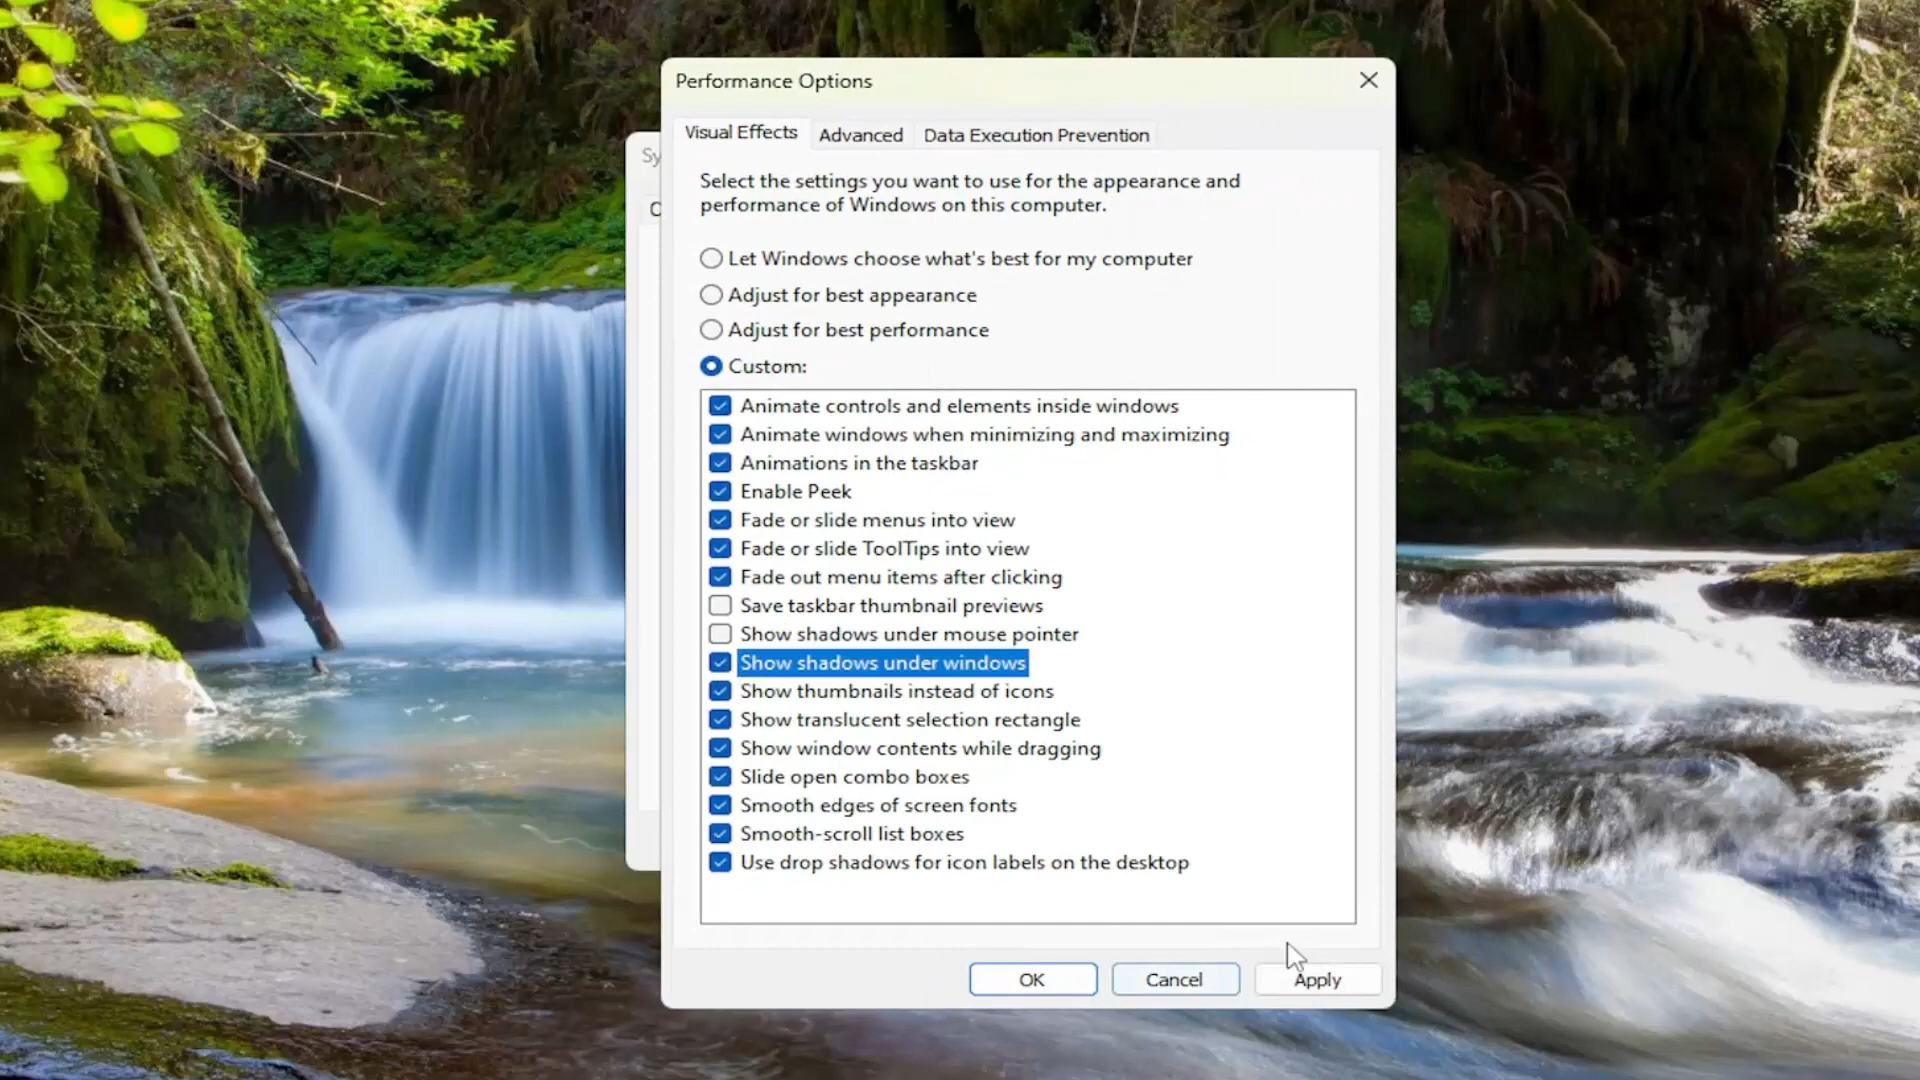 Performance Options
Visual Effects
Advanced
Data Execution Prevention
Sy
Select the settings you want to use for the appearance and
performance of Windows on this computer.
Let Windows choose what's best for my computer
Adjust for best appearance
Adjust for best performance
Custom:
Animate controls and elements inside windows
Animate windows when minimizing and maximizing
Animations in the taskbar
Enable Peek
Fade or slide menus into view
Fade or slide ToolTips into view
Fade out menu items after clicking
Save taskbar thumbnail previews
Show shadows under mouse pointer
Show shadows under windows
Show thumbnails instead of icons
Show translucent selection rectangle
Show window contents while dragging
Slide open combo boxes
Smooth edges of screen fonts
Smooth-scroll list boxes
Use drop shadows for icon labels on the desktop
OK
Cancel
Apply